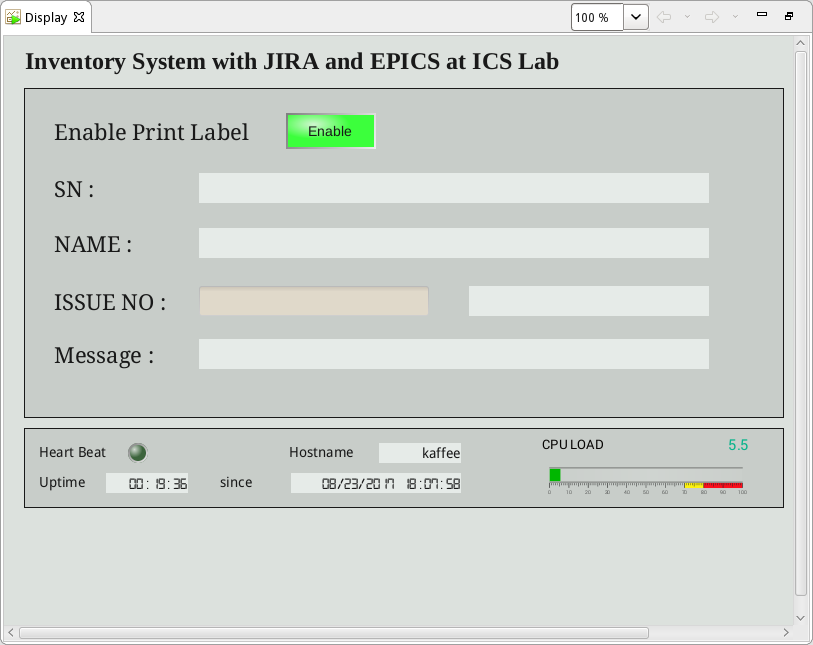 Display
100 %
Inventory System with JIRA and EPICS at ICS Lab
Enable Print Label Enable
SN :
NAME :
ISSUE NO :
Message :
Heart Beat Hostname kaffee CPU LOAD 5.5
Uptime 00:19:36 since 08/23/2017 18:07:58
0 10 20 30 40 50 60 70 80 90 100